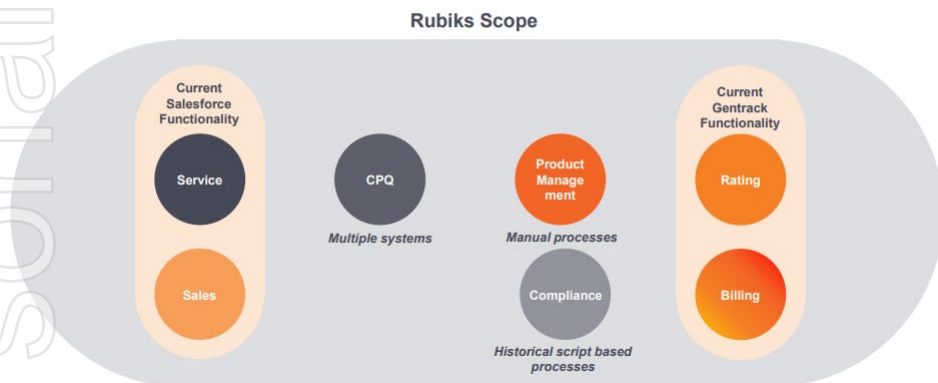 Rubiks Scope
Current
Salesforce
Functionality
Service
Sales
CPQ
Multiple systems
Product
Manage
ment
Manual processes
Compliance
Historical script based
processes
Current
Gentrack
Functionality
Rating
Billing